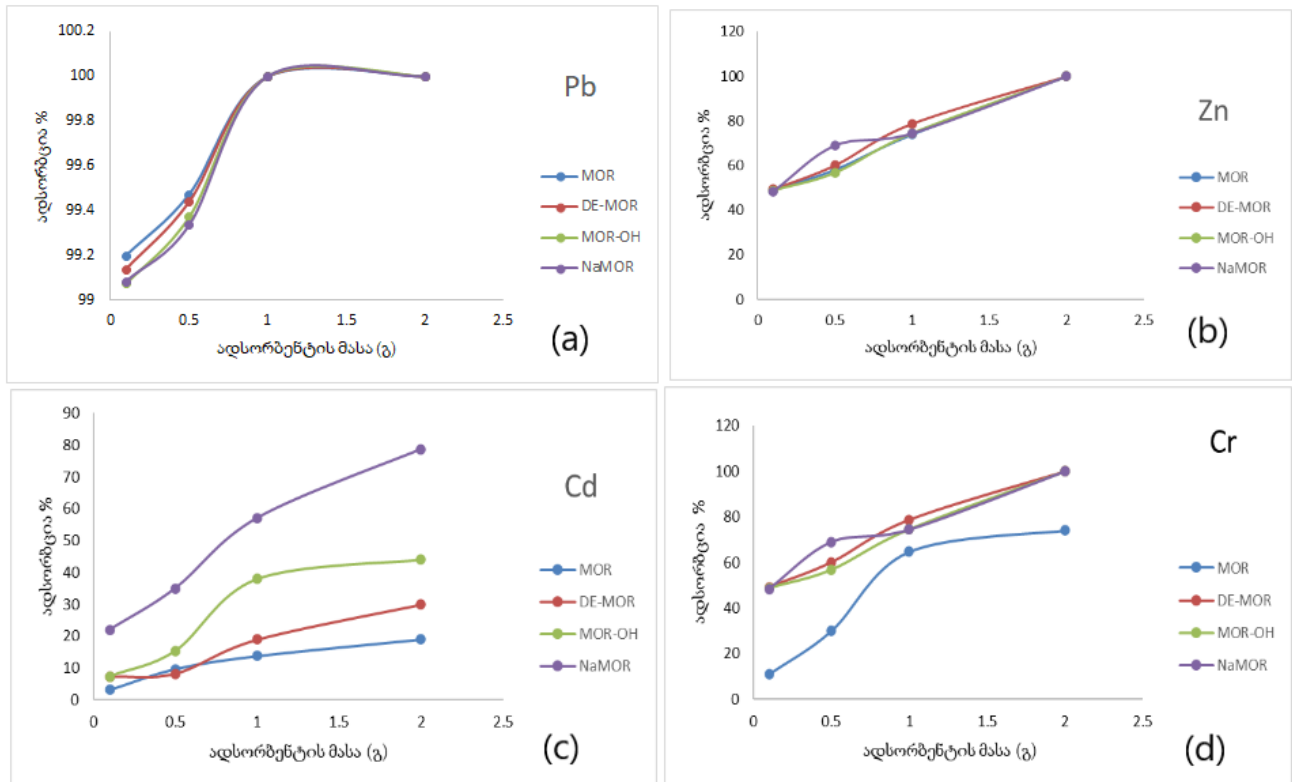 100.2
100
99.8
99.6
99.4
99.2
99
0
0.5
1
1.5
2
2.5
ადსორბცია %
ადსორბენტის მასა (გ)
Pb
MOR
DE-MOR
MOR-OH
NaMOR
(a)
120
100
80
60
40
20
0
0
0.5
1
1.5
2
2.5
ადსორბცია %
ადსორბენტის მასა (გ)
Zn
MOR
DE-MOR
MOR-OH
NaMOR
(b)
90
80
70
60
50
40
30
20
10
0
0
0.5
1
1.5
2
2.5
ადსორბცია %
ადსორბენტის მასა (გ)
Cd
MOR
DE-MOR
MOR-OH
NaMOR
(c)
120
100
80
60
40
20
0
0
0.5
1
1.5
2
2.5
ადსორბცია %
ადსორბენტის მასა (გ)
Cr
MOR
DE-MOR
MOR-OH
NaMOR
(d)